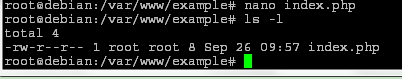 root@debian:/var/www/example# nano index.php
root@debian:/var/www/example# ls -l
total 4
-rw-r--r-- 1 root root 8 Sep 26 09:57 index.php
root@debian:/var/www/example#